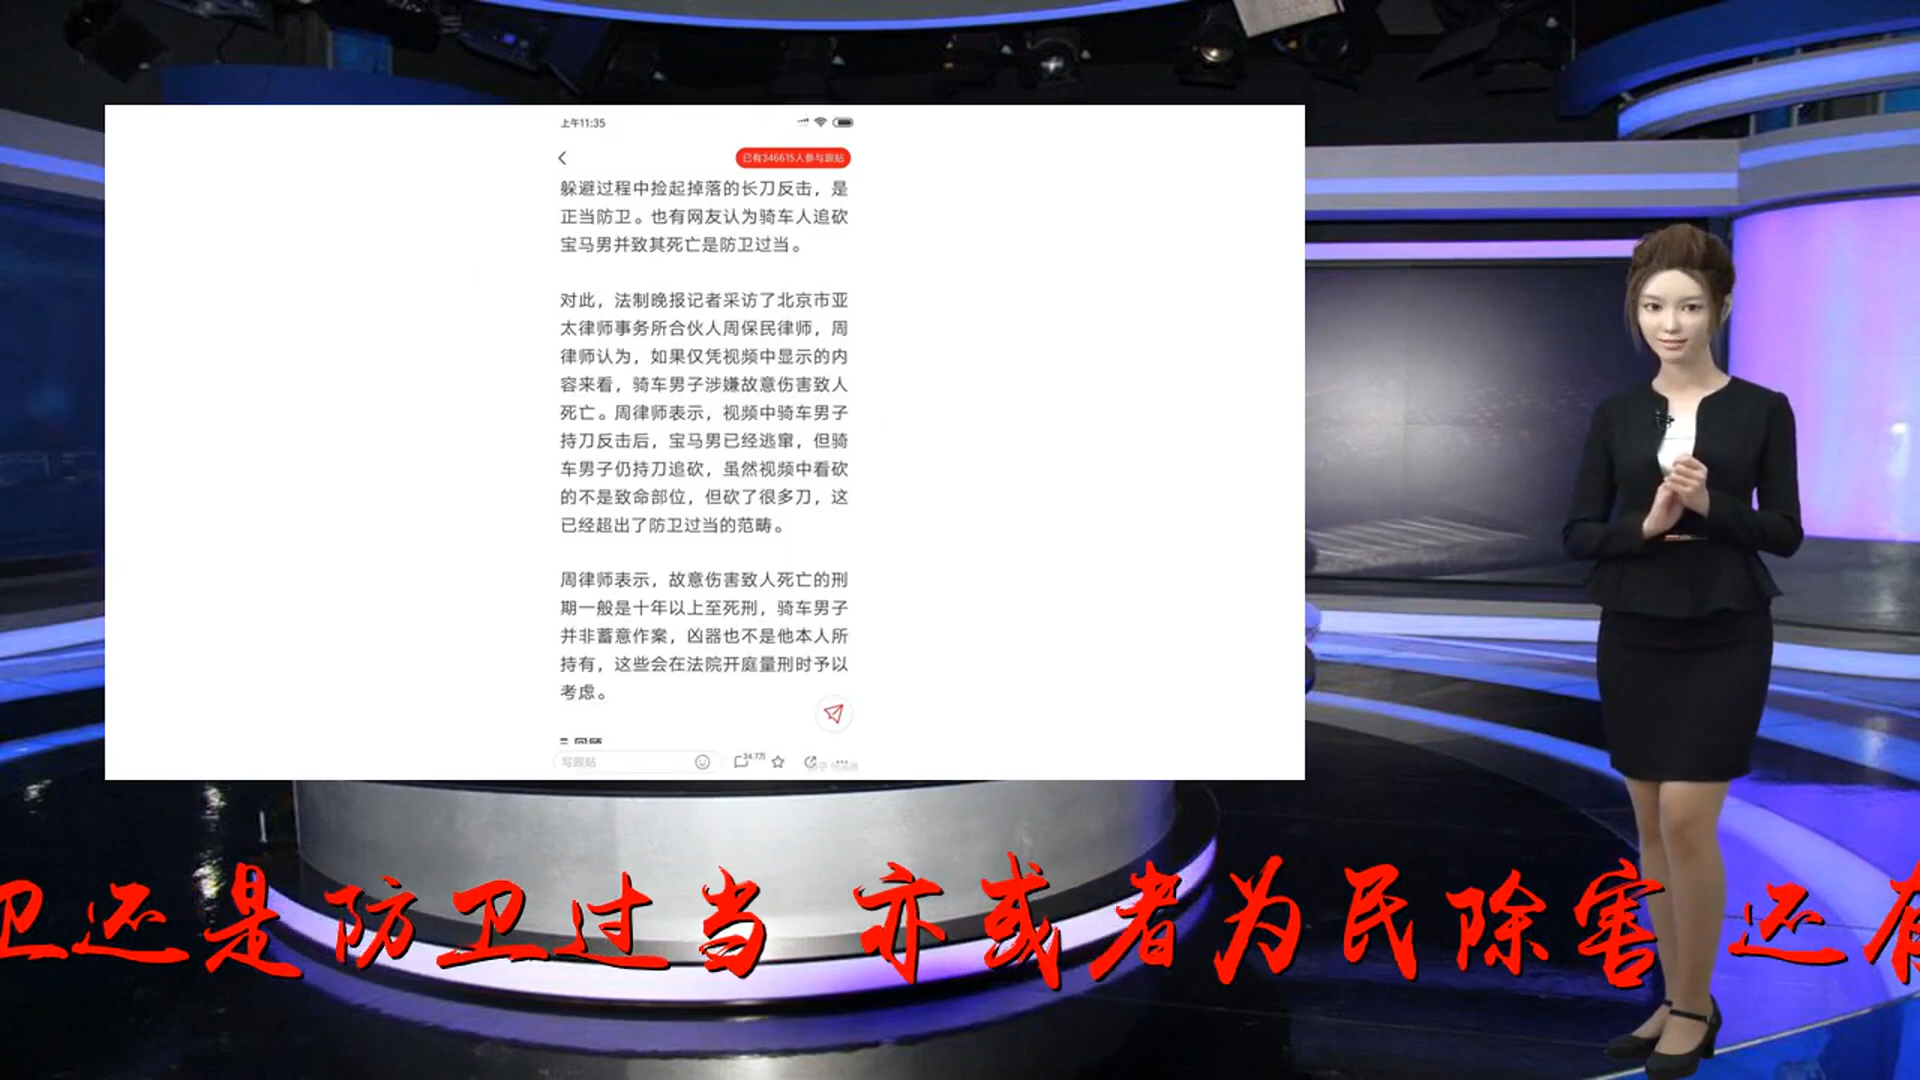 上午11:35
已有346615人参与跟贴
躲避过程中捡起掉落的长刀反击，是
正当防卫。也有网友认为骑车人追砍
宝马男并致其死亡是防卫过当。
对此，法制晚报记者采访了北京市亚
太律师事务所合伙人周保民律师，周
律师认为，如果仅凭视频中显示的内
容来看，骑车男子涉嫌故意伤害致人
死亡。周律师表示，视频中骑车男子
持刀反击后，宝马男已经逃窜，但骑
车男子仍持刀追砍，虽然视频中看砍
的不是致命部位，但砍了很多刀，这
已经超出了防卫过当的范畴。
周律师表示，故意伤害致人死亡的刑
期一般是十年以上至死刑，骑车男子
并非蓄意作案，凶器也不是他本人所
持有，这些会在法院开庭量刑时予以
考虑。
写跟贴
34.7万
卫还是防卫过当 亦或者为民除害 还有